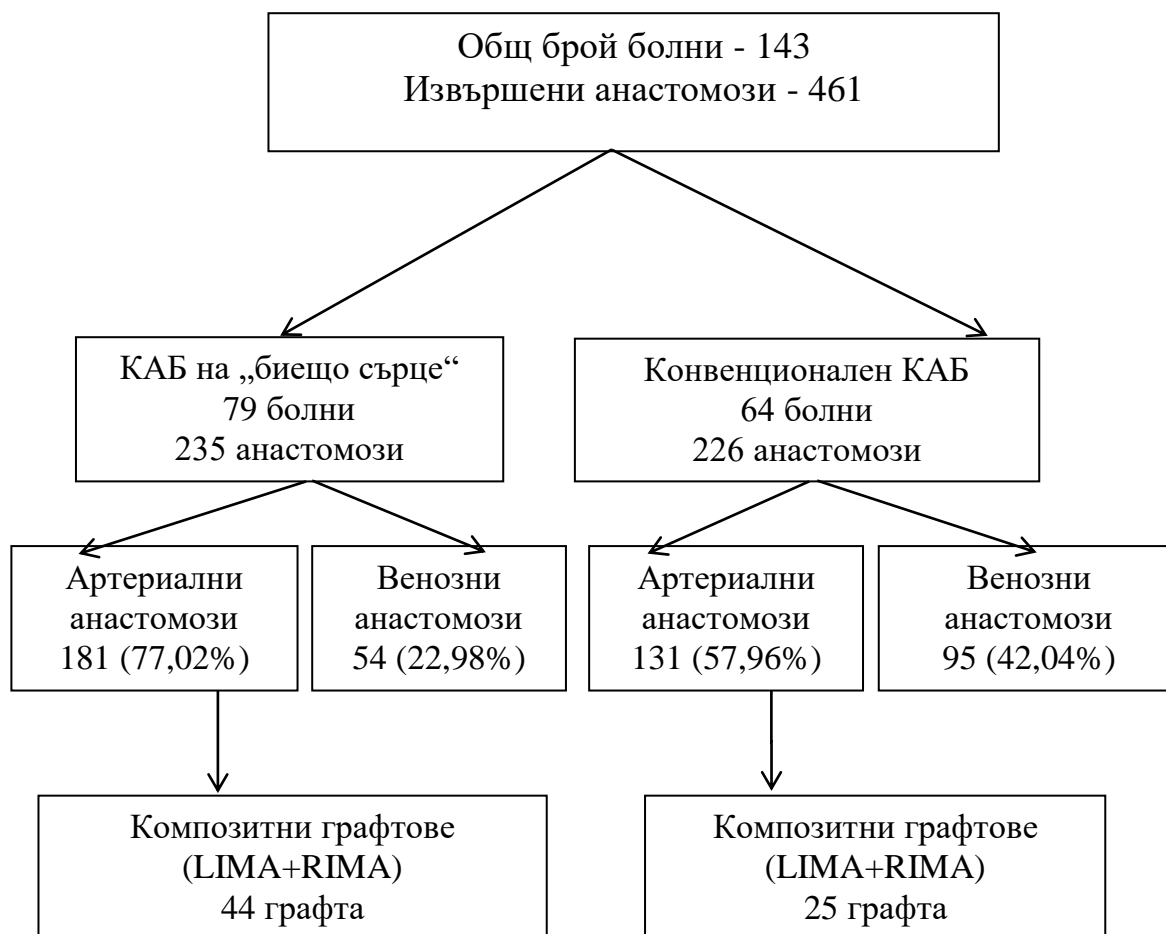 Общ брой болни - 143
Извършени анастомози - 461
КАБ на „биещо сърце“
79 болни
235 анастомози
Конвенционален КАБ
64 болни
226 анастомози
Артериални
анастомози
181 (77,02%)
Венозни
анастомози
54 (22,98%)
Артериални
анастомози
131 (57,96%)
Венозни
анастомози
95 (42,04%)
Композитни графтове
(LIMA+RIMA)
44 графта
Композитни графтове
(LIMA+RIMA)
25 графта